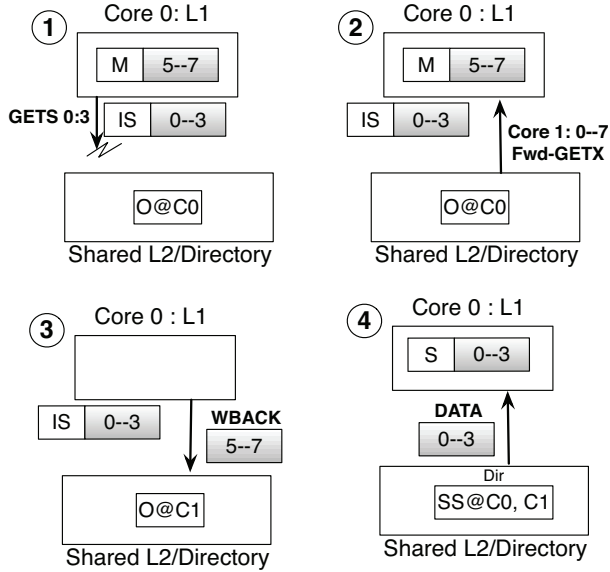 1
Core 0: L1
M 5--7
GETS 0:3
IS 0--3
O@C0
Shared L2/Directory
2
Core 0 : L1
M 5--7
IS 0--3
Core 1: 0--7
Fwd-GETX
O@C0
Shared L2/Directory
3
Core 0 : L1
IS 0--3
WBACK
5--7
O@C1
Shared L2/Directory
4
Core 0 : L1
S 0--3
DATA
0--3
Dir
SS@C0, C1
Shared L2/Directory